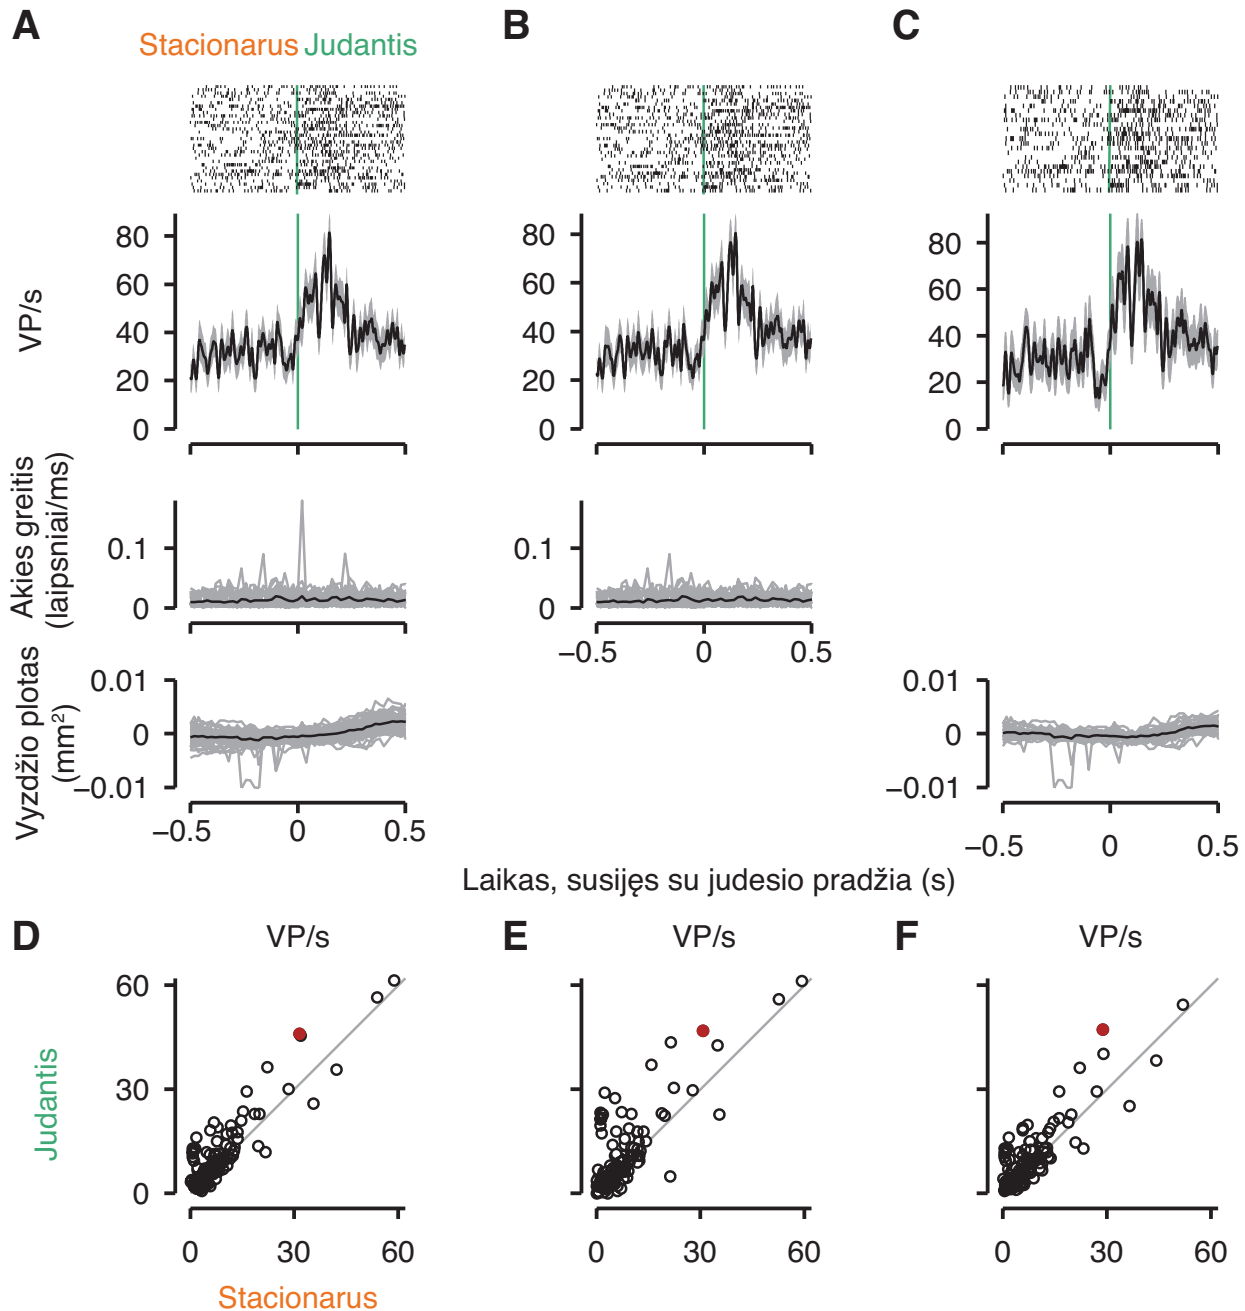 A
B
C
Stacionarus Judantis
VP/s
80
60
40
20
0
80
60
40
20
0
80
60
40
20
0
Akies greitis
(laipsniai/ms)
0.1
0
0.1
0
−0.5
0
0.5
Vyzdžio plotas
(mm²)
0.01
0
−0.01
−0.5
0
0.5
0.01
0
−0.01
−0.5
0
0.5
Laikas, susijęs su judesio pradžia (s)
D
VP/s
E
VP/s
F
VP/s
Judantis
60
30
0
0
30
60
0
30
60
0
30
60
Stacionarus